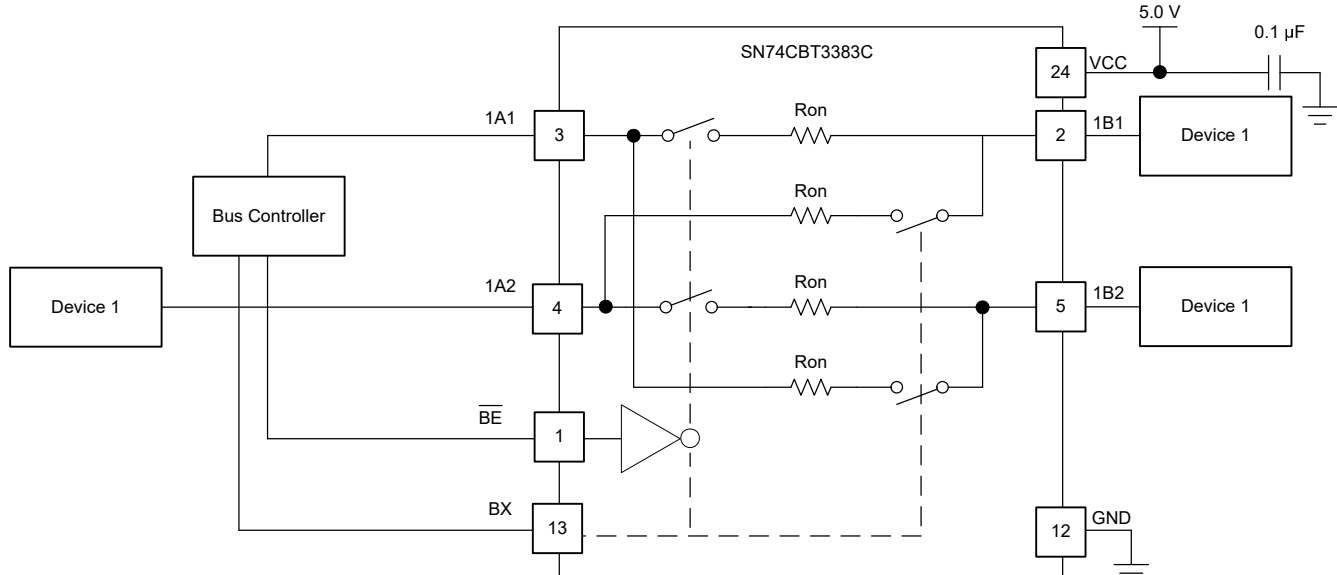 5.0 V
0.1 µF
SN74CBT3383C
24
VCC
1A1
3
Ron
2
1B1
Device 1
Bus Controller
Ron
Device 1
1A2
4
Ron
5
1B2
Device 1
Ron
BE
1
BX
13
12
GND